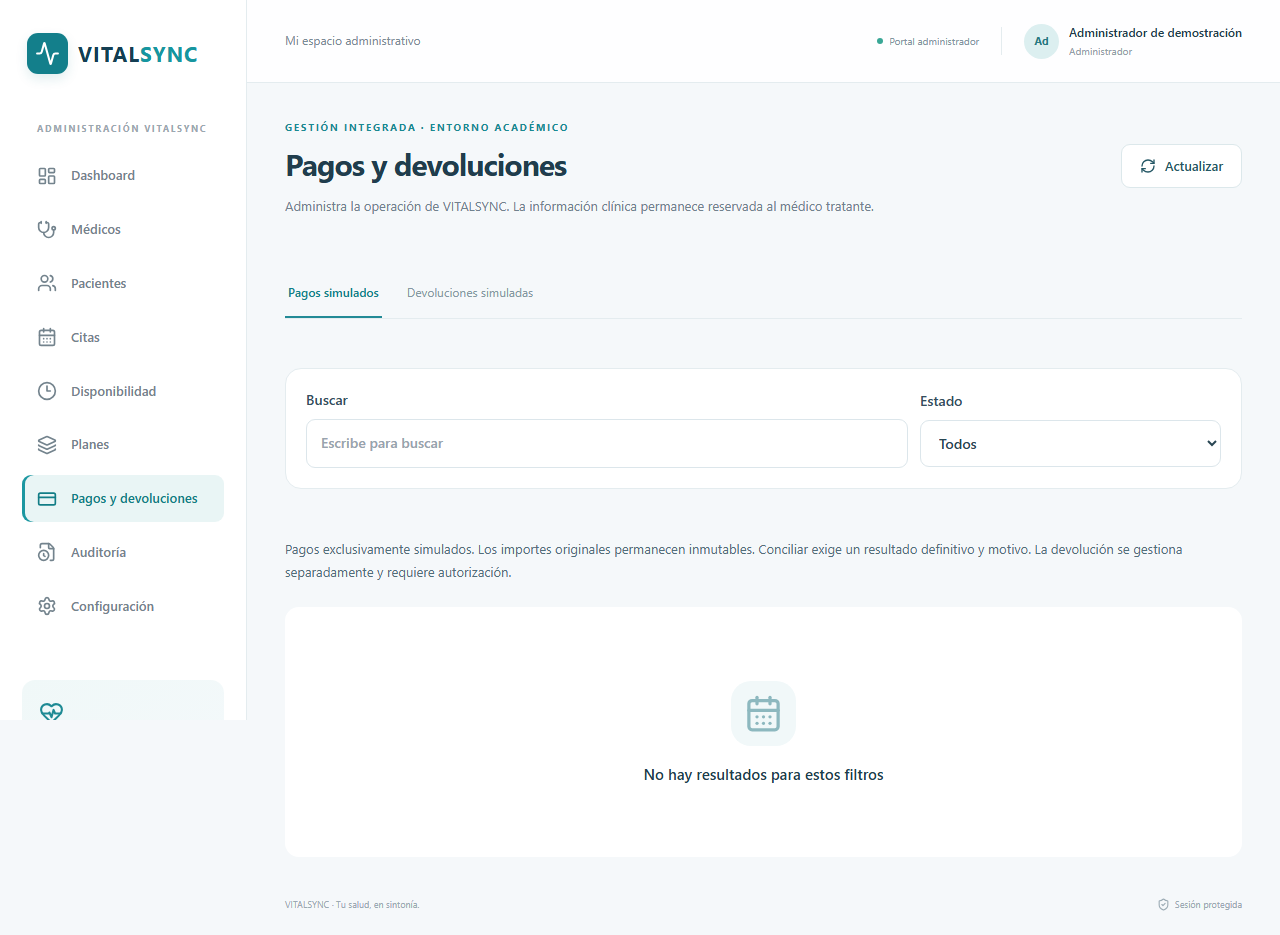 VITALSYNC
Mi espacio administrativo
Portal administrador
Ad
Administrador de demostración
Administrador
ADMINISTRACIÓN VITALSYNC
Dashboard
Médicos
Pacientes
Citas
Disponibilidad
Planes
Pagos y devoluciones
Auditoría
Configuración
GESTIÓN INTEGRADA · ENTORNO ACADÉMICO
Pagos y devoluciones
Actualizar
Administra la operación de VITALSYNC. La información clínica permanece reservada al médico tratante.
Pagos simulados
Devoluciones simuladas
Buscar
Escribe para buscar
Estado
Todos
Pagos exclusivamente simulados. Los importes originales permanecen inmutables. Conciliar exige un resultado definitivo y motivo. La devolución se gestiona
separadamente y requiere autorización.
No hay resultados para estos filtros
VITALSYNC · Tu salud, en sintonía.
Sesión protegida